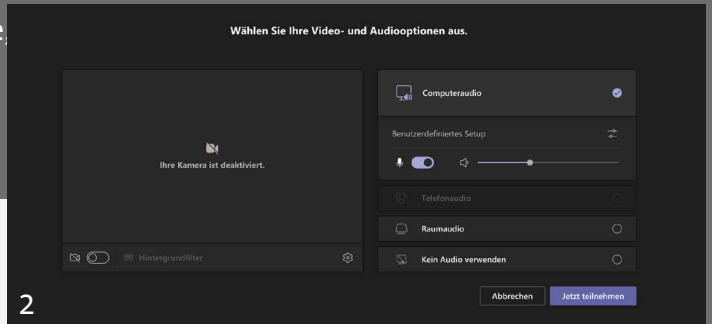 e,
Wählen Sie Ihre Video- und Audiooptionen aus.
Ihre Kamera ist deaktiviert.
Hintergrundfilter
Computeraudio
Benutzerdefiniertes Setup
Telefonaudio
Raumaudio
Kein Audio verwenden
Abbrechen
Jetzt teilnehmen
2